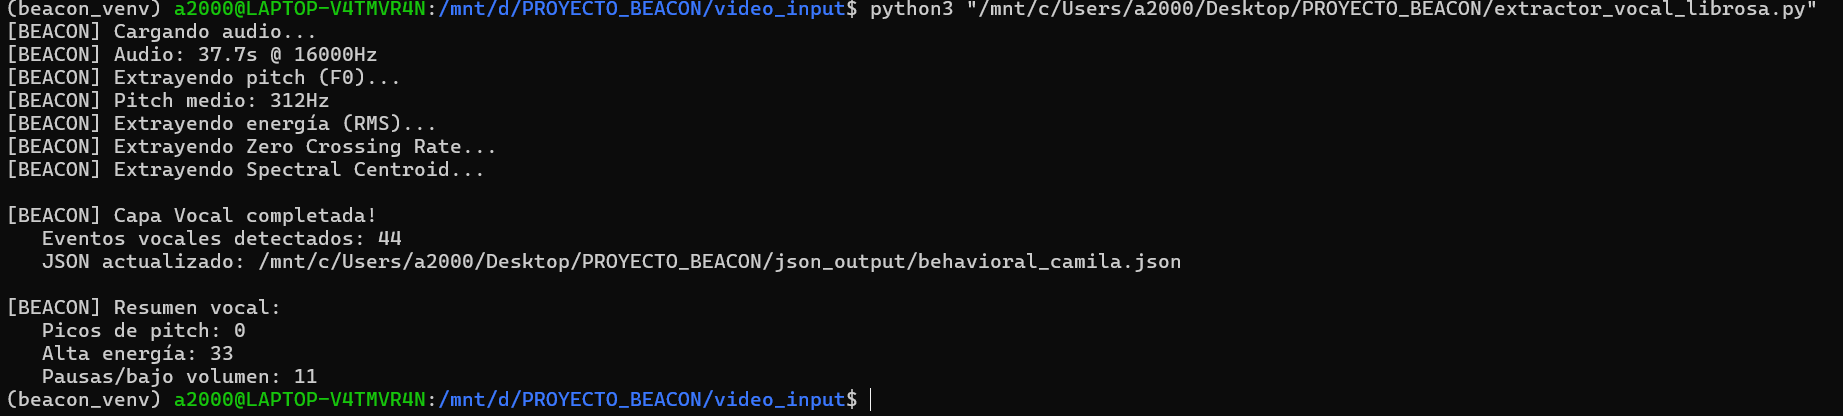 (beacon_venv) a2000@LAPTOP-V4TMVR4N:/mnt/d/PROYECTO_BEACON/video_input$ python3 "/mnt/c/Users/a2000/Desktop/PROYECTO_BEACON/extractor_vocal_librosa.py"
[BEACON] Cargando audio...
[BEACON] Audio: 37.7s @ 16000Hz
[BEACON] Extrayendo pitch (F0)...
[BEACON] Pitch medio: 312Hz
[BEACON] Extrayendo energía (RMS)...
[BEACON] Extrayendo Zero Crossing Rate...
[BEACON] Extrayendo Spectral Centroid...
[BEACON] Capa Vocal completada!
Eventos vocales detectados: 44
JSON actualizado: /mnt/c/Users/a2000/Desktop/PROYECTO_BEACON/json_output/behavioral_camila.json
[BEACON] Resumen vocal:
Picos de pitch: 0
Alta energía: 33
Pausas/bajo volumen: 11
(beacon_venv) a2000@LAPTOP-V4TMVR4N:/mnt/d/PROYECTO_BEACON/video_input$